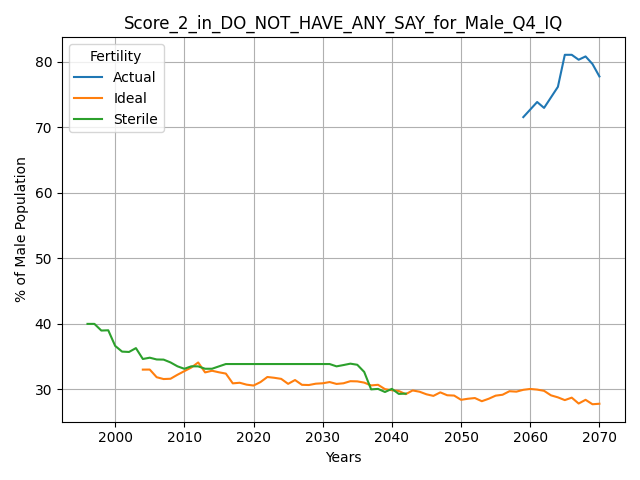 Score_2_in_DO_NOT_HAVE_ANY_SAY_for_Male_Q4_IQ
Fertility
Actual
Ideal
Sterile
% of Male Population
80
70
60
50
40
30
2000 2010 2020 2030 2040 2050 2060 2070
Years